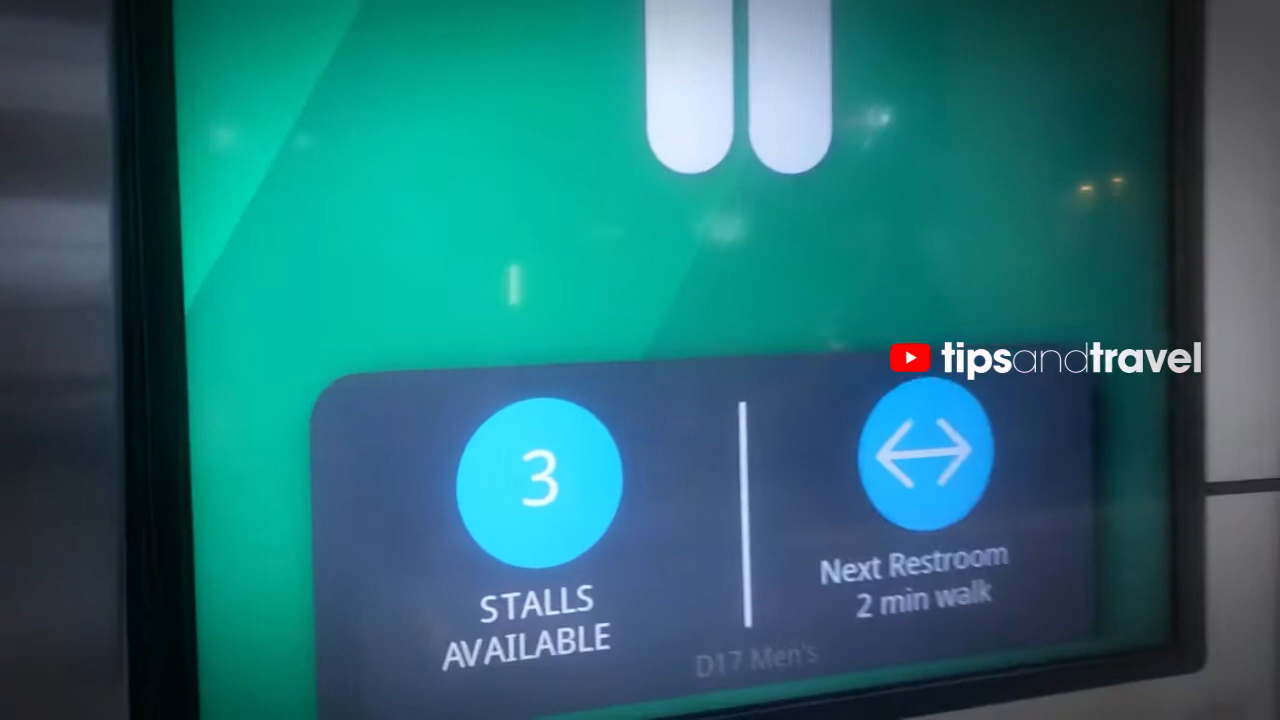 tipsandtravel
3
STALLS
AVAILABLE
Next Restroom
2 min walk
D17 Men's